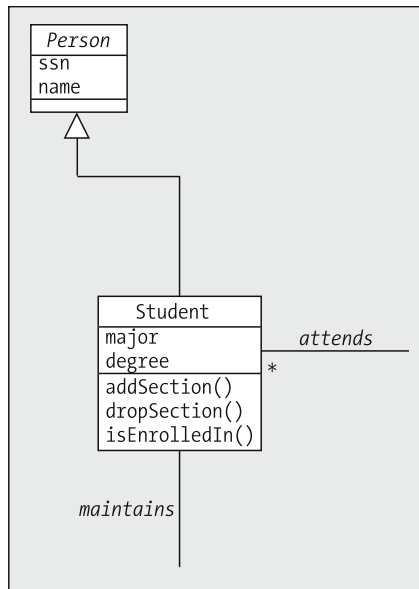 Person
ssn
name
Student
major
degree
attends
*
addSection()
dropSection()
isEnrolledIn()
maintains